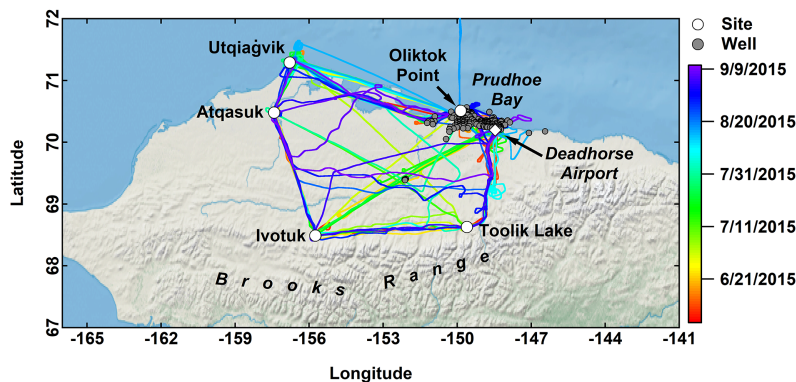 72
71
70
69
68
67
Latitude
-165
-162
-159
-156
-153
-150
-147
-144
-141
Longitude
Utqiaġvik
Oliktok
Point
Prudhoe
Bay
Atqasuk
Deadhorse
Airport
Ivotuk
Toolik Lake
Brooks Range
Site
Well
9/9/2015
8/20/2015
7/31/2015
7/11/2015
6/21/2015